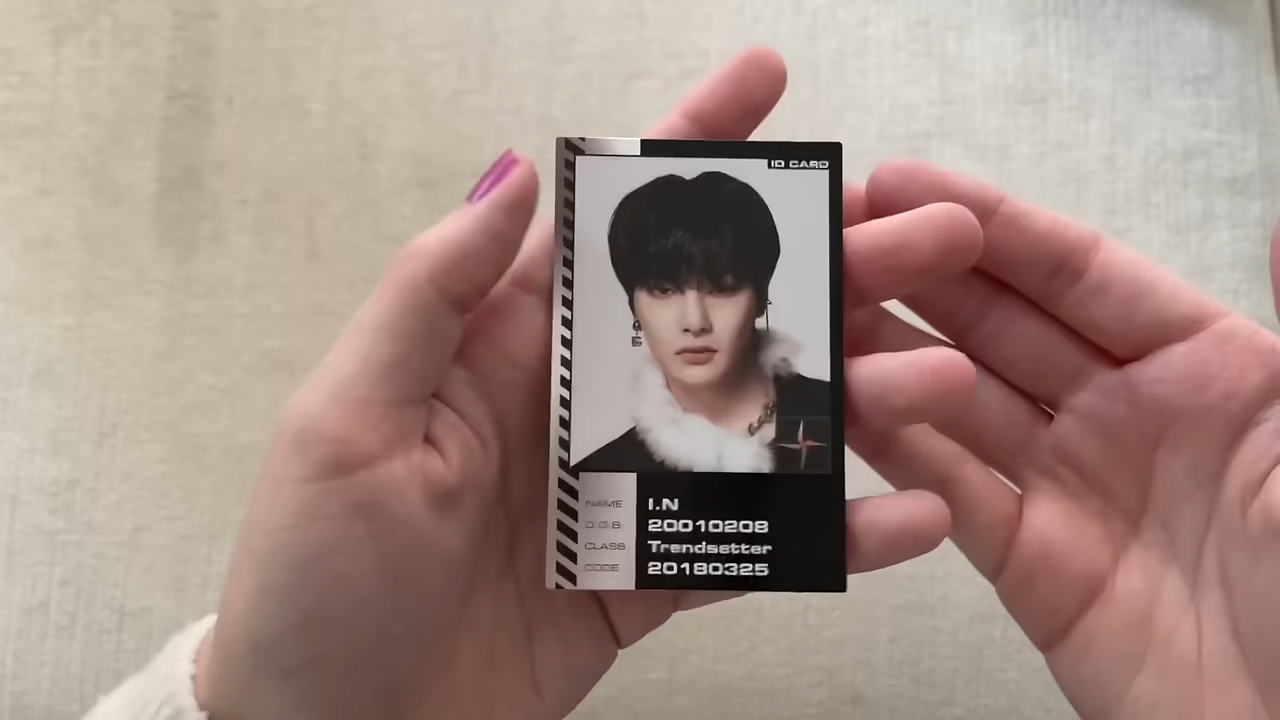 ID CARD
NAME I.N
D.O.B 20010208
CLASS Trendsetter
CODE 20180325